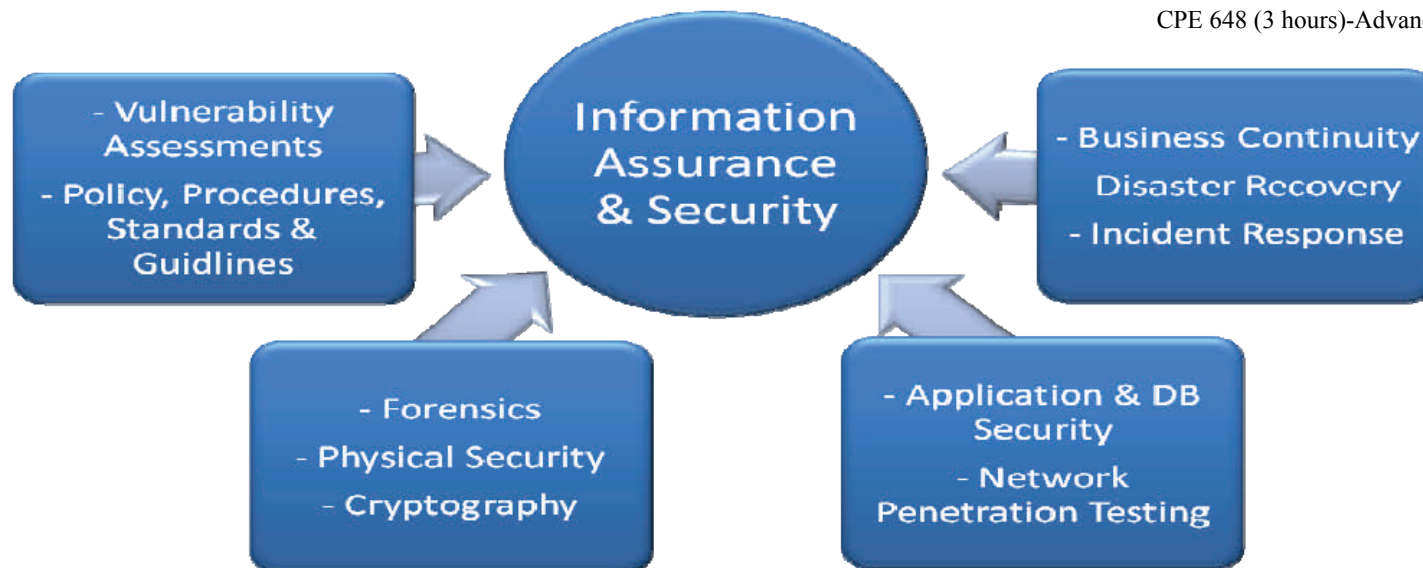 CPE 648 (3 hours)-Advan
- Vulnerability
Assessments
- Policy, Procedures,
Standards &
Guidlines
Information
Assurance
& Security
- Business Continuity
Disaster Recovery
- Incident Response
- Forensics
- Physical Security
- Cryptography
- Application & DB
Security
- Network
Penetration Testing